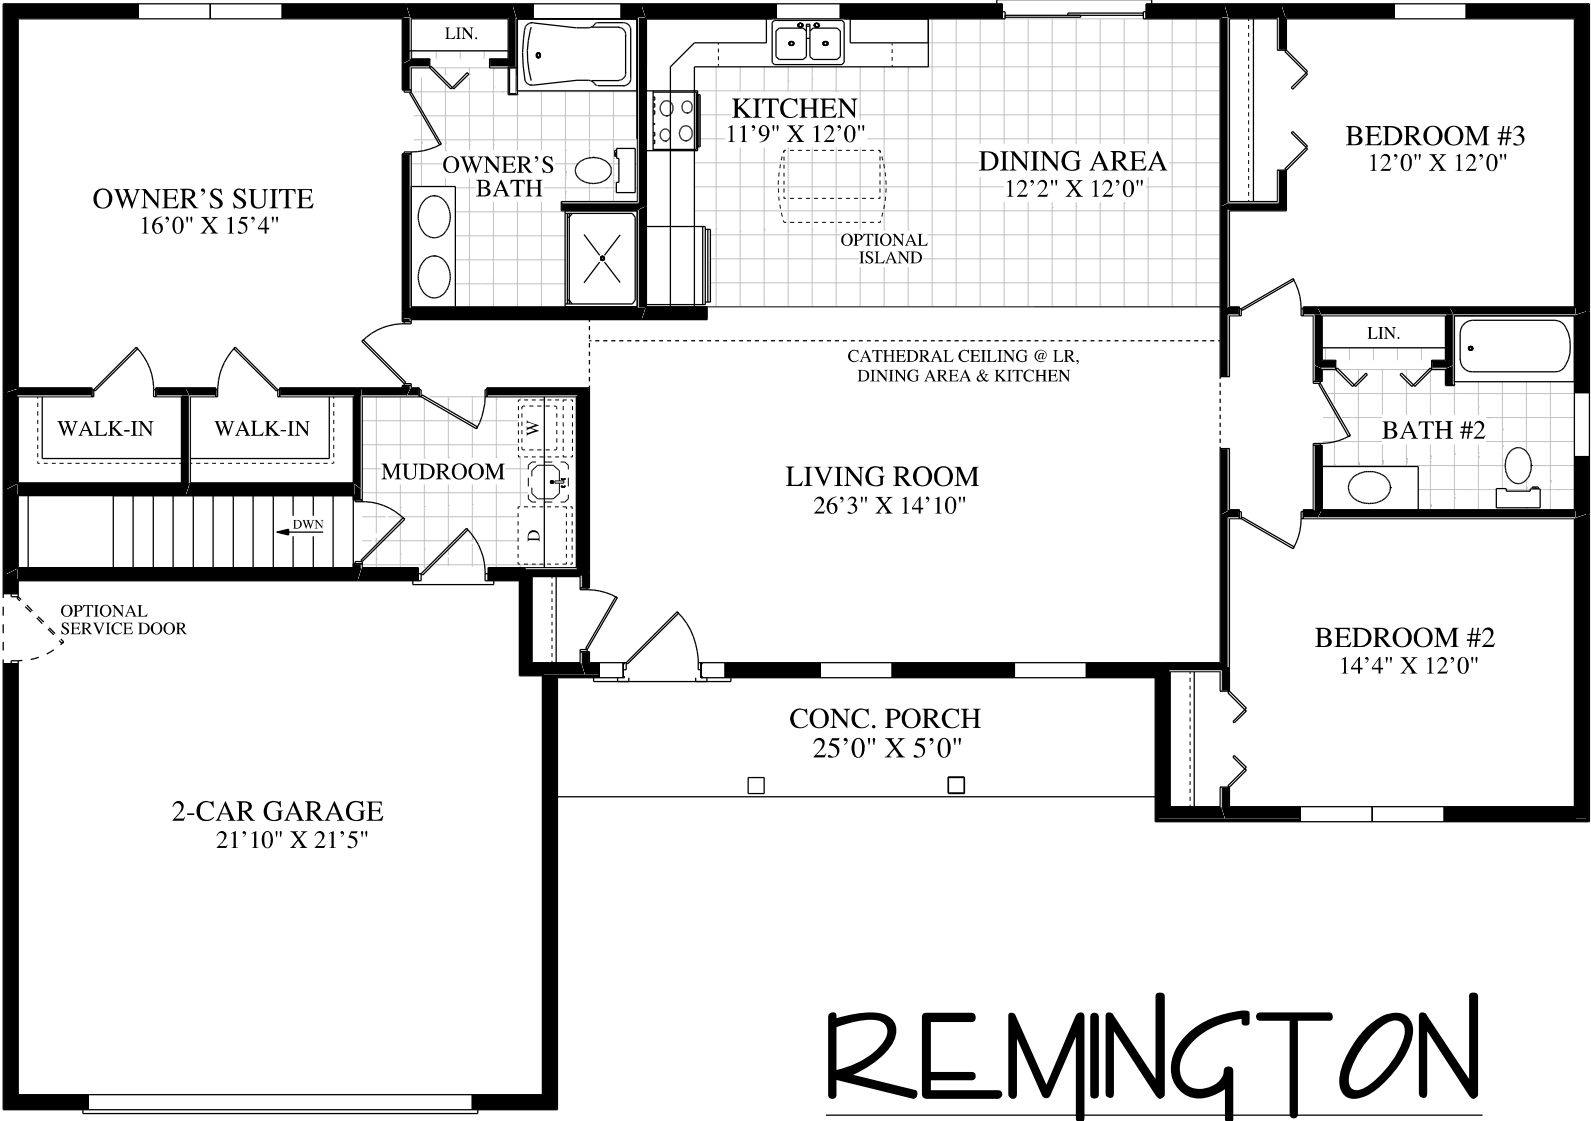 LIN.
KITCHEN
11'9" X 12'0"
DINING AREA
12'2" X 12'0"
BEDROOM #3
12'0" X 12'0"
OWNER'S
BATH
OWNER'S SUITE
16'0" X 15'4"
OPTIONAL
ISLAND
CATHEDRAL CEILING @ LR,
DINING AREA & KITCHEN
LIN.
WALK-IN
WALK-IN
W
BATH #2
MUDROOM
LIVING ROOM
26'3" X 14'10"
DWN
D
OPTIONAL
SERVICE DOOR
BEDROOM #2
14'4" X 12'0"
CONC. PORCH
25'0" X 5'0"
2-CAR GARAGE
21'10" X 21'5"
REMINGTON